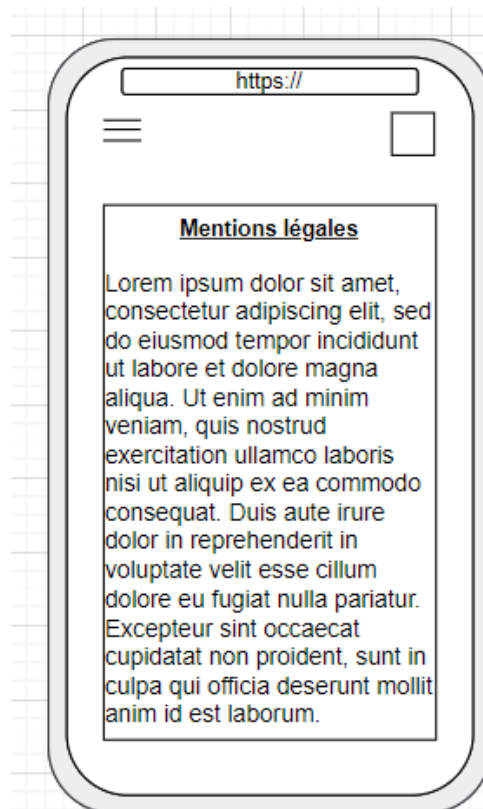 https://
Mentions légales
Lorem ipsum dolor sit amet,
consectetur adipiscing elit, sed
do eiusmod tempor incididunt
ut labore et dolore magna
aliqua. Ut enim ad minim
veniam, quis nostrud
exercitation ullamco laboris
nisi ut aliquip ex ea commodo
consequat. Duis aute irure
dolor in reprehenderit in
voluptate velit esse cillum
dolore eu fugiat nulla pariatur.
Excepteur sint occaecat
cupidatat non proident, sunt in
culpa qui officia deserunt mollit
anim id est laborum.